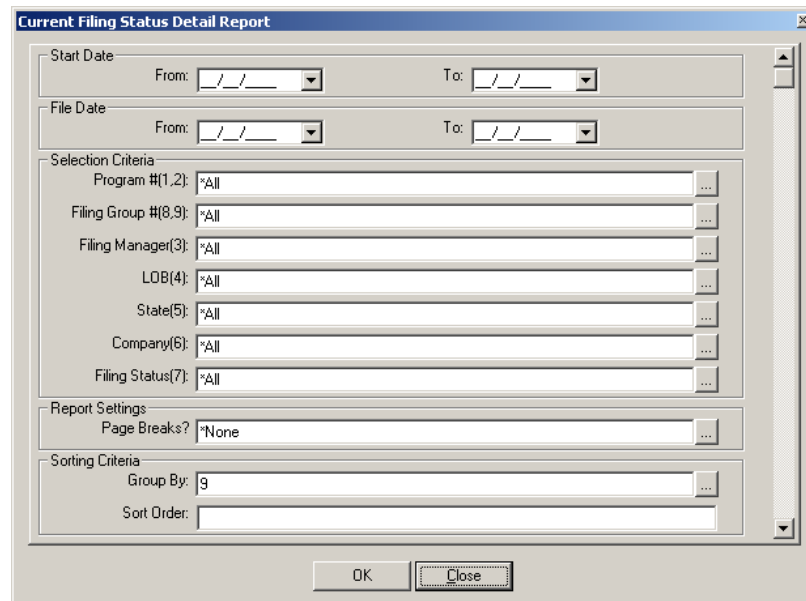 Current Filing Status Detail Report
Start Date
From: __/__/____ To: __/__/____
File Date
From: __/__/____ To: __/__/____
Selection Criteria
Program #(1,2): *All ...
Filing Group #(8,9): *All ...
Filing Manager(3): *All ...
LOB(4): *All ...
State(5): *All ...
Company(6): *All ...
Filing Status(7): *All ...
Report Settings
Page Breaks? *None ...
Sorting Criteria
Group By: 9 ...
Sort Order:
OK Close